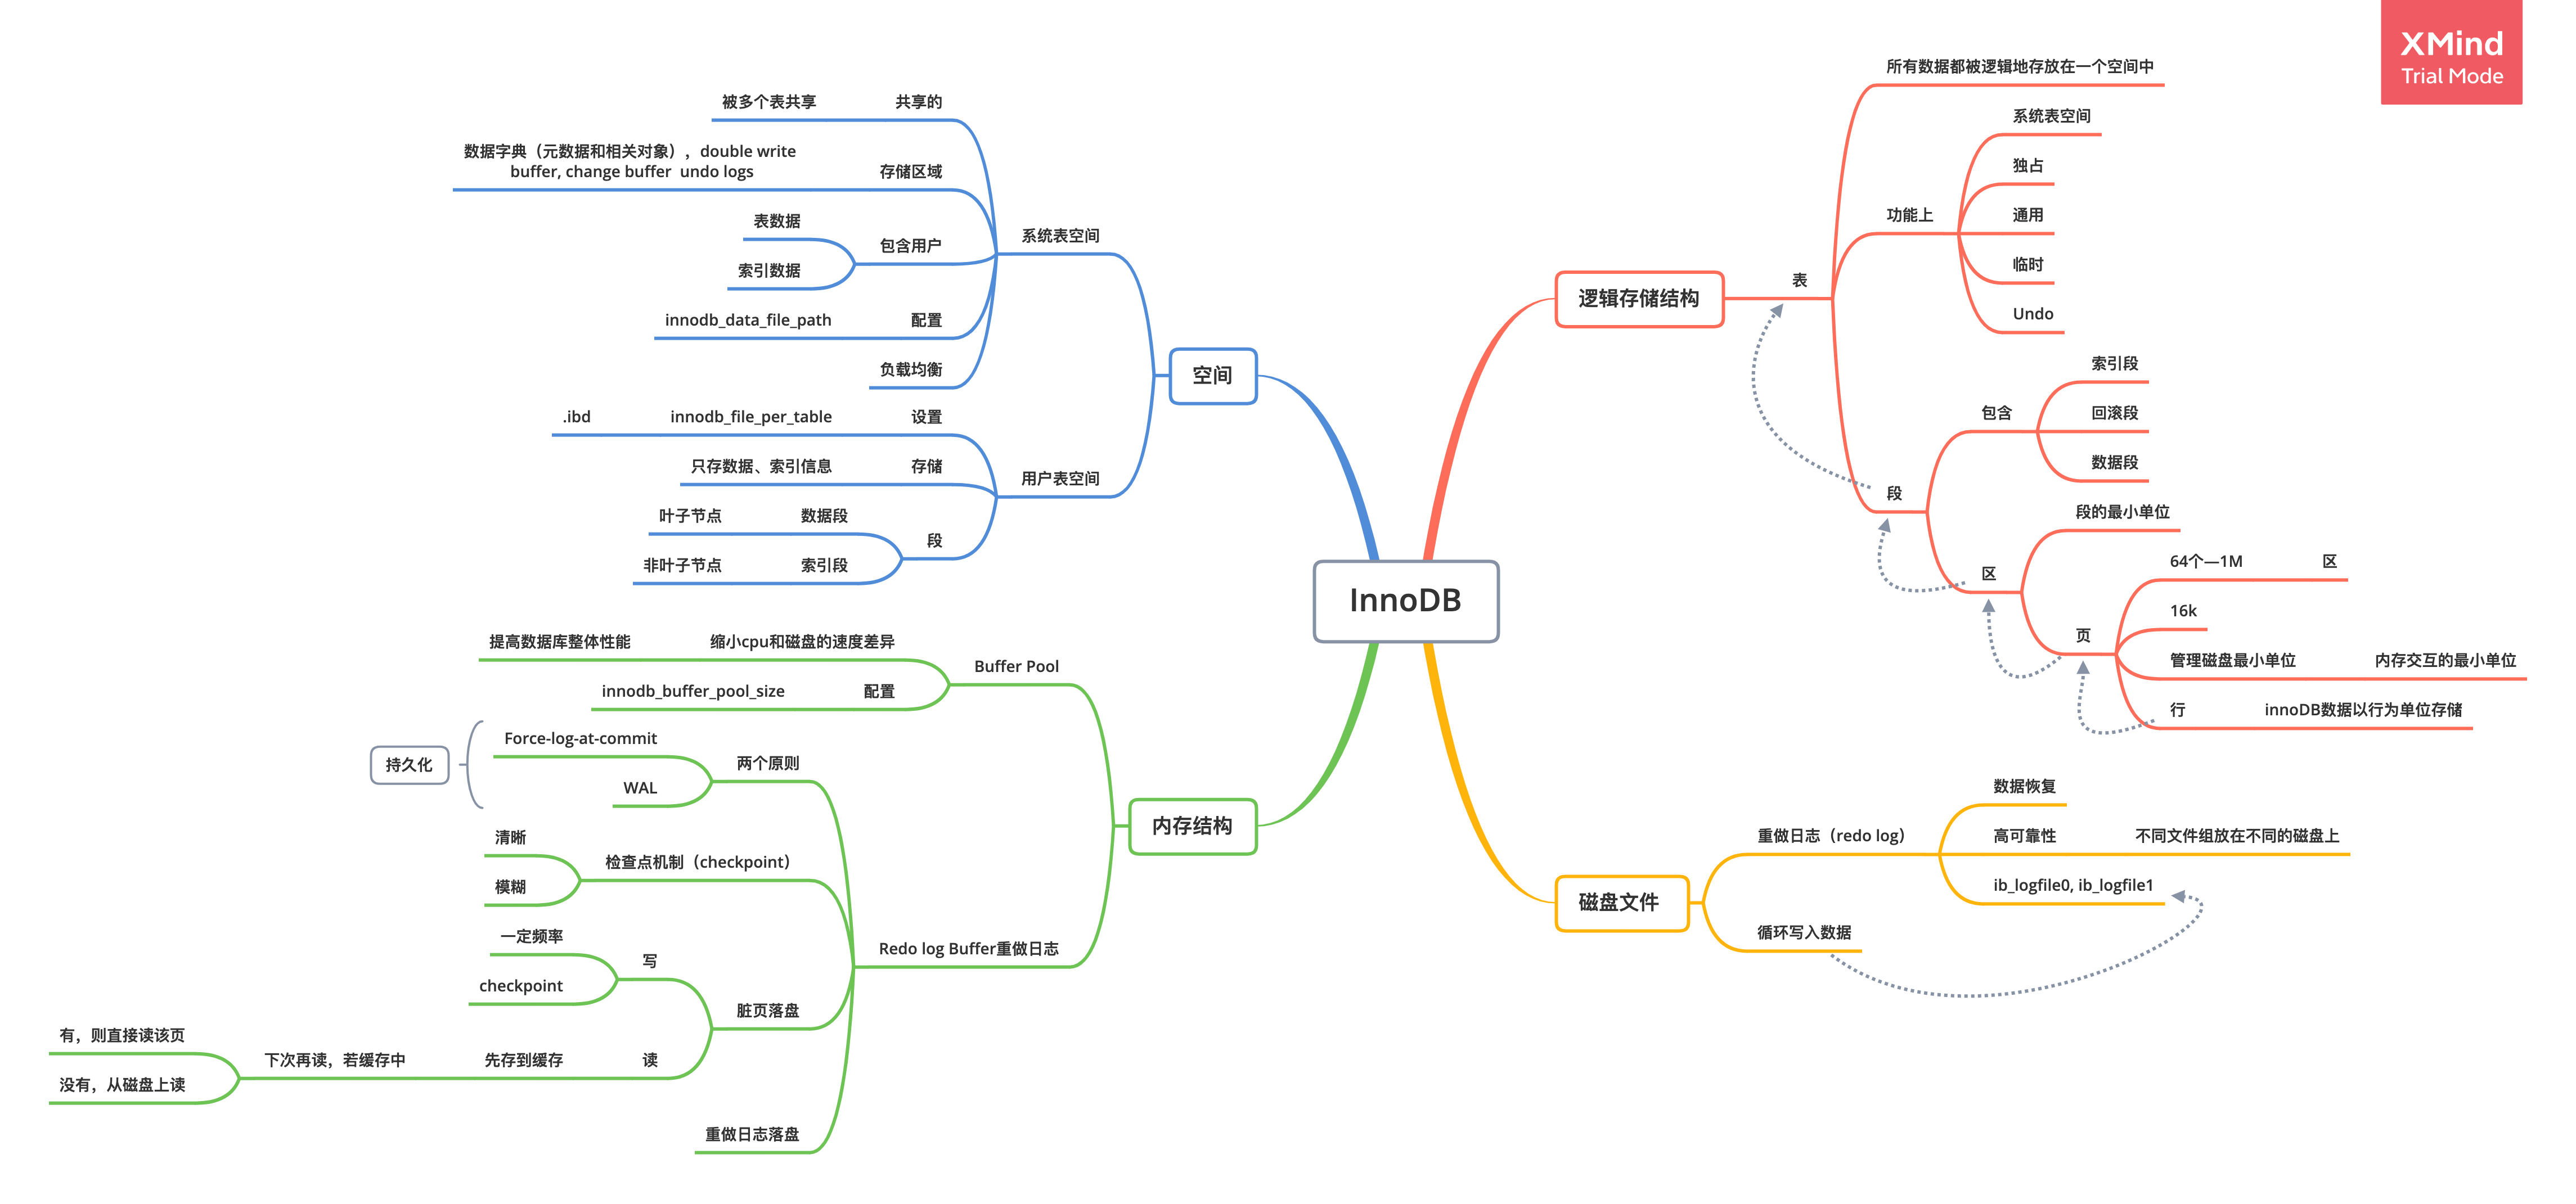 XMind
Trial Mode
InnoDB
逻辑存储结构
表
所有数据都被逻辑地存放在一个空间中
功能上
系统表空间
独占
通用
临时
Undo
段
包含
索引段
回滚段
数据段
区
段的最小单位
页
64个—1M
区
16k
管理磁盘最小单位
内存交互的最小单位
行
innoDB数据以行为单位存储
磁盘文件
重做日志（redo log）
数据恢复
高可靠性
不同文件组放在不同的磁盘上
ib_logfile0, ib_logfile1
循环写入数据
空间
系统表空间
共享的
被多个表共享
存储区域
数据字典（元数据和相关对象），double write
buffer, change buffer  undo logs
包含用户
表数据
索引数据
配置
innodb_data_file_path
负载均衡
用户表空间
设置
innodb_file_per_table
.ibd
存储
只存数据、索引信息
段
数据段
叶子节点
索引段
非叶子节点
内存结构
Buffer Pool
缩小cpu和磁盘的速度差异
提高数据库整体性能
配置
innodb_buffer_pool_size
Redo log Buffer重做日志
两个原则
Force-log-at-commit
WAL
持久化
检查点机制（checkpoint）
清晰
模糊
脏页落盘
写
一定频率
checkpoint
读
先存到缓存
下次再读，若缓存中
有，则直接读该页
没有，从磁盘上读
重做日志落盘